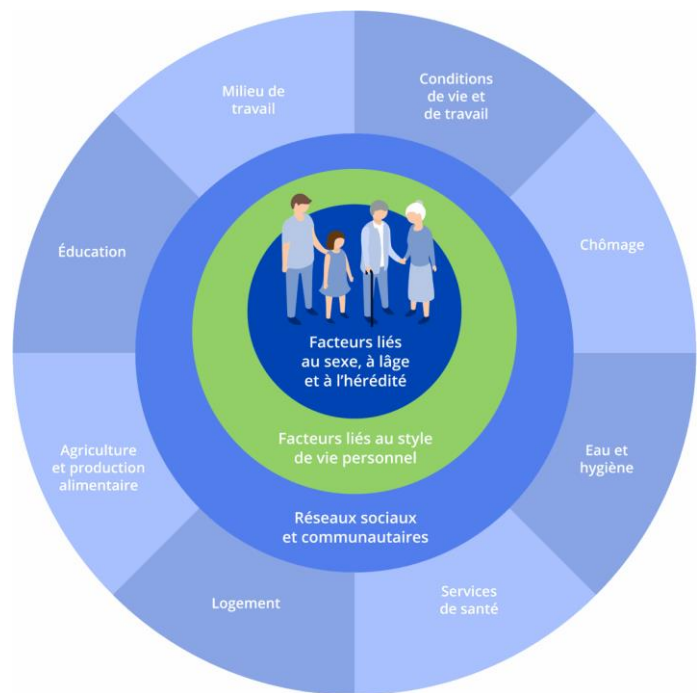 Milieu de
travail
Conditions
de vie et
de travail
Chômage
Eau et
hygiène
Services
de santé
Logement
Agriculture
et production
alimentaire
Éducation
Facteurs liés
au sexe, à lâge
et à l'hérédité
Facteurs liés au style
de vie personnel
Réseaux sociaux
et communautaires